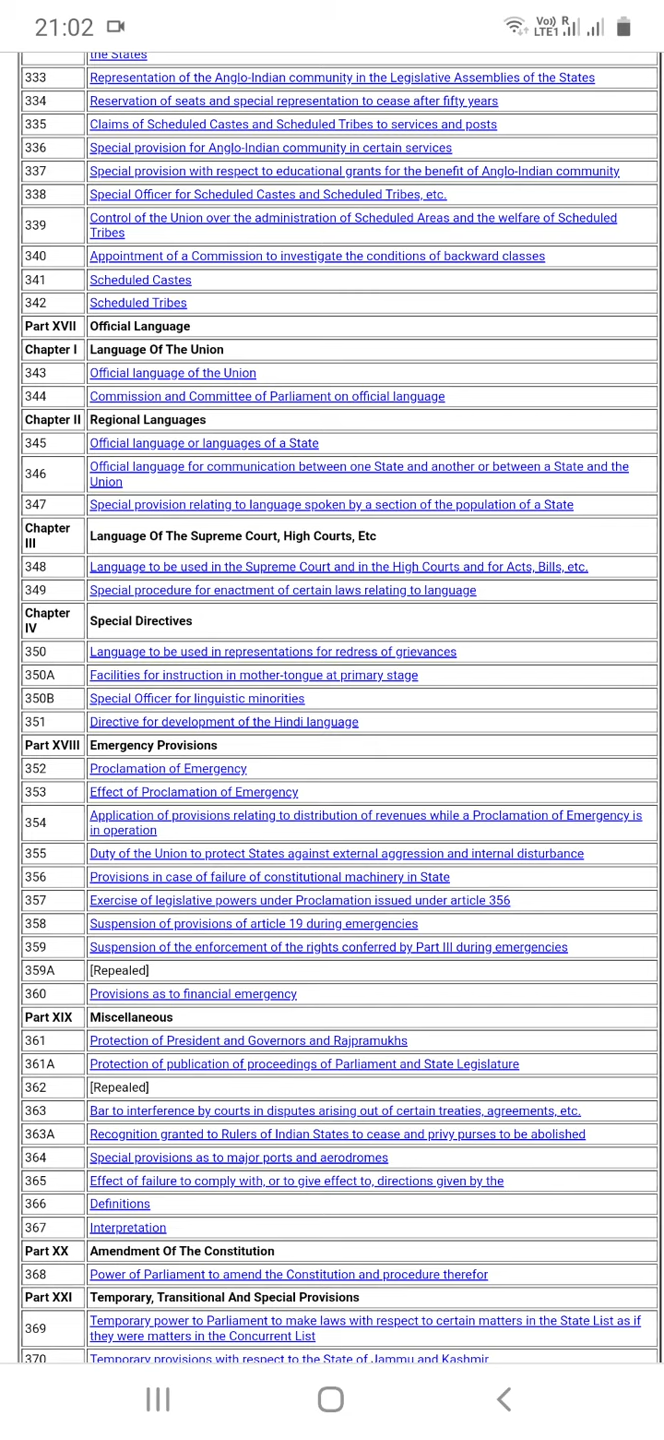 21:02 Vo) R LTE1
the States
333 Representation of the Anglo-Indian community in the Legislative Assemblies of the States
334 Reservation of seats and special representation to cease after fifty years
335 Claims of Scheduled Castes and Scheduled Tribes to services and posts
336 Special provision for Anglo-Indian community in certain services
337 Special provision with respect to educational grants for the benefit of Anglo-Indian community
338 Special Officer for Scheduled Castes and Scheduled Tribes, etc.
339 Control of the Union over the administration of Scheduled Areas and the welfare of Scheduled
Tribes
340 Appointment of a Commission to investigate the conditions of backward classes
341 Scheduled Castes
342 Scheduled Tribes
Part XVII Official Language
Chapter I Language Of The Union
343 Official language of the Union
344 Commission and Committee of Parliament on official language
Chapter II Regional Languages
345 Official language or languages of a State
346 Official language for communication between one State and another or between a State and the
Union
347 Special provision relating to language spoken by a section of the population of a State
Chapter
III Language Of The Supreme Court, High Courts, Etc
348 Language to be used in the Supreme Court and in the High Courts and for Acts, Bills, etc.
349 Special procedure for enactment of certain laws relating to language
Chapter
IV Special Directives
350 Language to be used in representations for redress of grievances
350A Facilities for instruction in mother-tongue at primary stage
350B Special Officer for linguistic minorities
351 Directive for development of the Hindi language
Part XVIII Emergency Provisions
352 Proclamation of Emergency
353 Effect of Proclamation of Emergency
354 Application of provisions relating to distribution of revenues while a Proclamation of Emergency is
in operation
355 Duty of the Union to protect States against external aggression and internal disturbance
356 Provisions in case of failure of constitutional machinery in State
357 Exercise of legislative powers under Proclamation issued under article 356
358 Suspension of provisions of article 19 during emergencies
359 Suspension of the enforcement of the rights conferred by Part III during emergencies
359A [Repealed]
360 Provisions as to financial emergency
Part XIX Miscellaneous
361 Protection of President and Governors and Rajpramukhs
361A Protection of publication of proceedings of Parliament and State Legislature
362 [Repealed]
363 Bar to interference by courts in disputes arising out of certain treaties, agreements, etc.
363A Recognition granted to Rulers of Indian States to cease and privy purses to be abolished
364 Special provisions as to major ports and aerodromes
365 Effect of failure to comply with, or to give effect to, directions given by the
366 Definitions
367 Interpretation
Part XX Amendment Of The Constitution
368 Power of Parliament to amend the Constitution and procedure therefor
Part XXI Temporary, Transitional And Special Provisions
369 Temporary power to Parliament to make laws with respect to certain matters in the State List as if
they were matters in the Concurrent List
370 Temporary provisions with respect to the State of Jammu and Kashmir